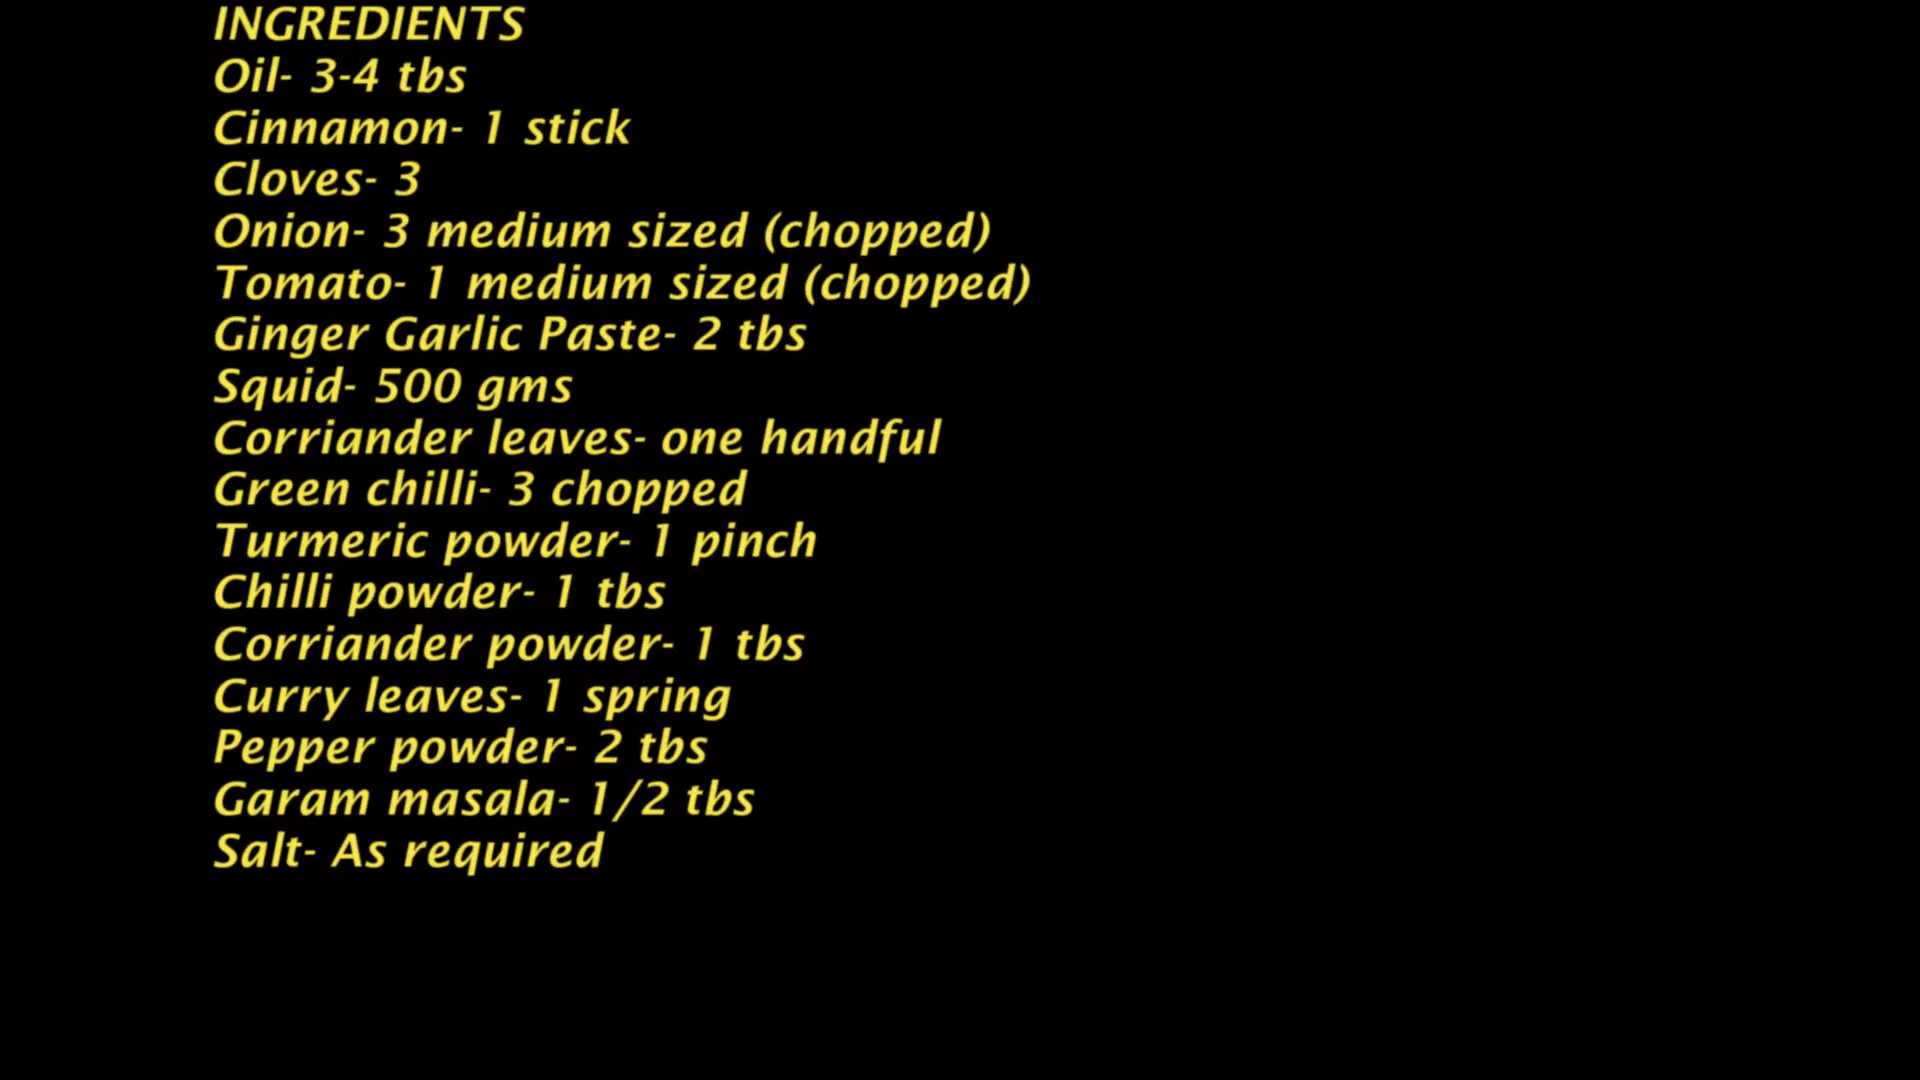 INGREDIENTS
Oil- 3-4 tbs
Cinnamon- 1 stick
Cloves- 3
Onion- 3 medium sized (chopped)
Tomato- 1 medium sized (chopped)
Ginger Garlic Paste- 2 tbs
Squid- 500 gms
Corriander leaves- one handful
Green chilli- 3 chopped
Turmeric powder- 1 pinch
Chilli powder- 1 tbs
Corriander powder- 1 tbs
Curry leaves- 1 spring
Pepper powder- 2 tbs
Garam masala- 1/2 tbs
Salt- As required